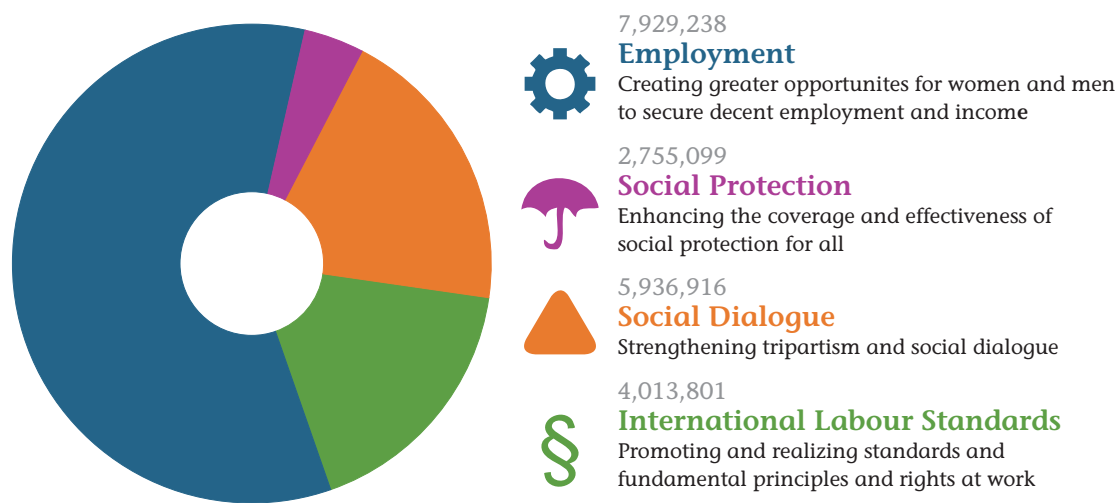 7,929,238
Employment
Creating greater opportunites for women and men
to secure decent employment and income
2,755,099
Social Protection
Enhancing the coverage and effectiveness of
social protection for all
5,936,916
Social Dialogue
Strengthening tripartism and social dialogue
4,013,801
§
International Labour Standards
Promoting and realizing standards and
fundamental principles and rights at work